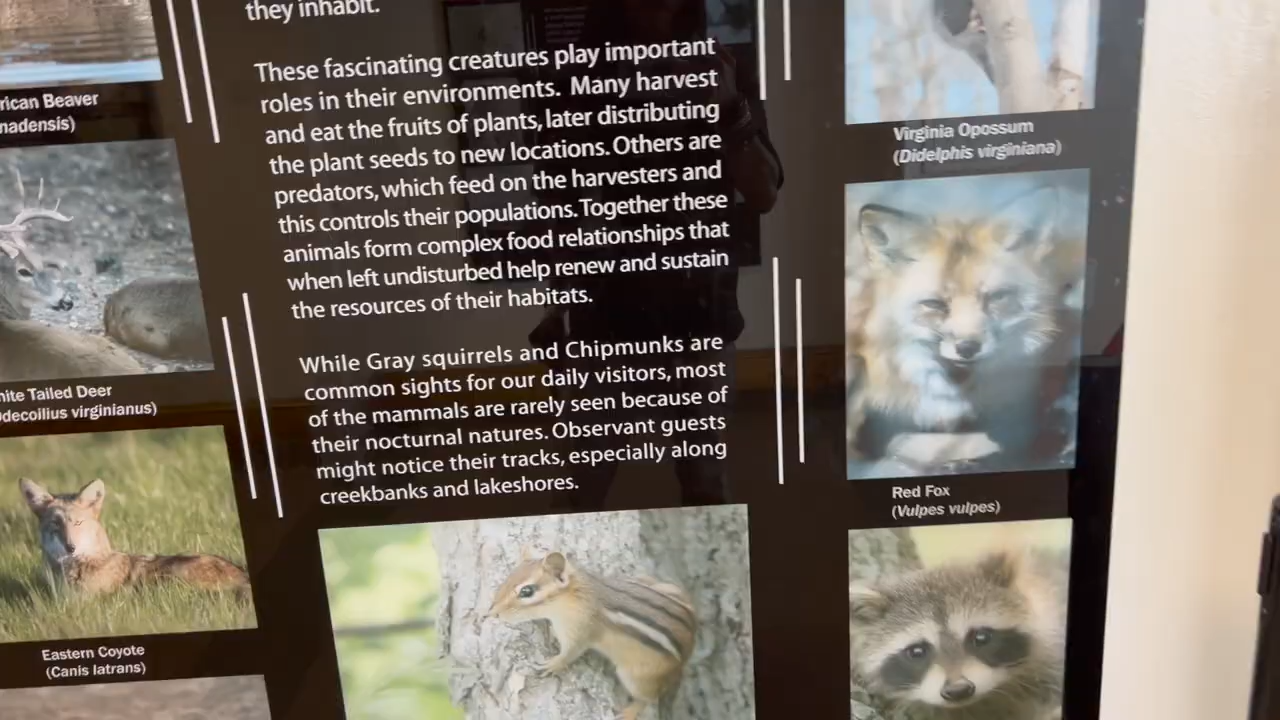 they inhabit.
These fascinating creatures play important
roles in their environments. Many harvest
and eat the fruits of plants, later distributing
the plant seeds to new locations. Others are
predators, which feed on the harvesters and
this controls their populations. Together these
animals form complex food relationships that
when left undisturbed help renew and sustain
the resources of their habitats.
While Gray squirrels and Chipmunks are
common sights for our daily visitors, most
of the mammals are rarely seen because of
their nocturnal natures. Observant guests
might notice their tracks, especially along
creekbanks and lakeshores.
rican Beaver
nadensis)
hite Tailed Deer
docoilius virginianus)
Eastern Coyote
(Canis latrans)
Virginia Opossum
(Didelphis virginiana)
Red Fox
(Vulpes vulpes)